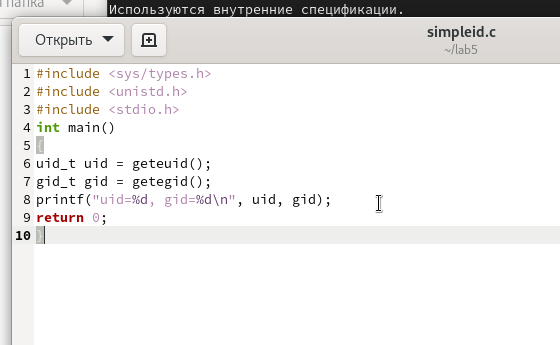 Папка
Используются внутренние спецификации.
Открыть
simpleid.c
~/lab5
1 #include <sys/types.h>
2 #include <unistd.h>
3 #include <stdio.h>
4 int main()
5 {
6 uid_t uid = geteuid();
7 gid_t gid = getegid();
8 printf("uid=%d, gid=%d\n", uid, gid);
9 return 0;
10 }